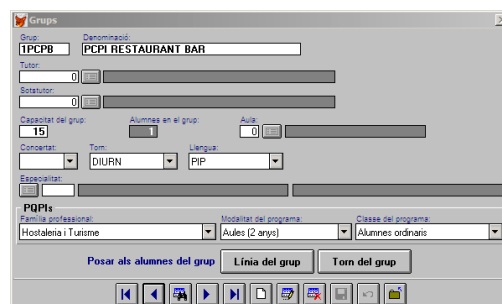 Grups
Grup: Denominació:
1PCPB PCPI RESTAURANT BAR
Tutor:
0
Sotstutor:
0
Capacitat del grup: Alumnes en el grup: Aula:
15 1 0
Concertat: Torn: Llengua:
DIURN PIP
Especialitat:
PQPIs
Família professional: Modalitat del programa: Classe del programa:
Hostaleria i Turisme Aules (2 anys) Alumnes ordinaris
Posar als alumnes del grup Línia del grup Torn del grup